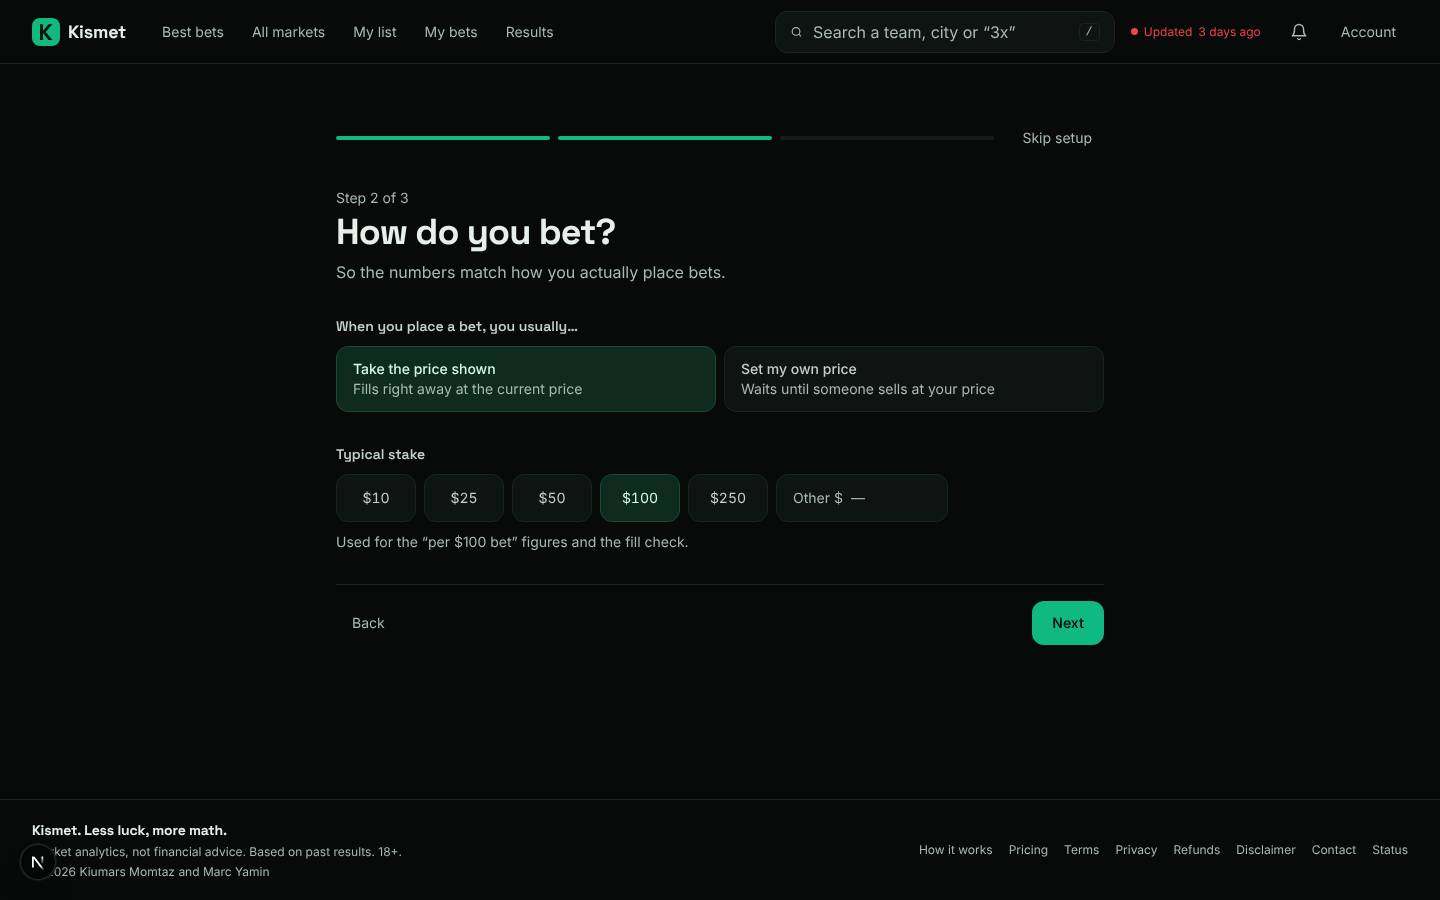 K Kismet
Best bets
All markets
My list
My bets
Results
Search a team, city or “3x”
/
Updated 3 days ago
Account
Skip setup
Step 2 of 3
How do you bet?
So the numbers match how you actually place bets.
When you place a bet, you usually…
Take the price shown
Fills right away at the current price
Set my own price
Waits until someone sells at your price
Typical stake
$10
$25
$50
$100
$250
Other $ —
Used for the “per $100 bet” figures and the fill check.
Back
Next
Kismet. Less luck, more math.
ket analytics, not financial advice. Based on past results. 18+.
026 Kiumars Momtaz and Marc Yamin
N
How it works
Pricing
Terms
Privacy
Refunds
Disclaimer
Contact
Status